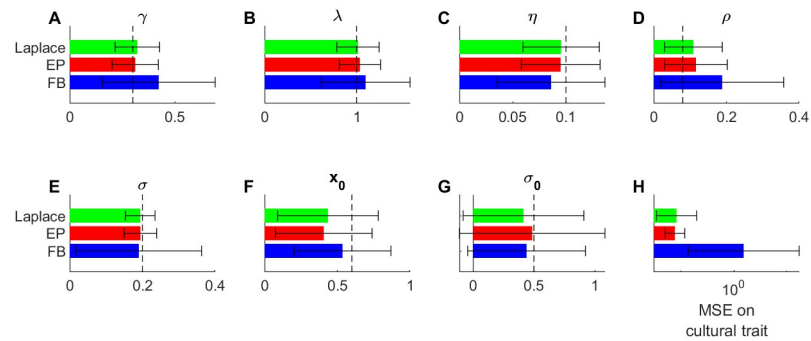 A γ
Laplace
EP
FB
0 0.5
B λ
0 1
C η
0 0.05 0.1
D ρ
0 0.2 0.4
E σ
Laplace
EP
FB
0 0.2 0.4
F x₀
0 0.5 1
G σ₀
0 0.5 1
H
10⁰
MSE on
cultural trait